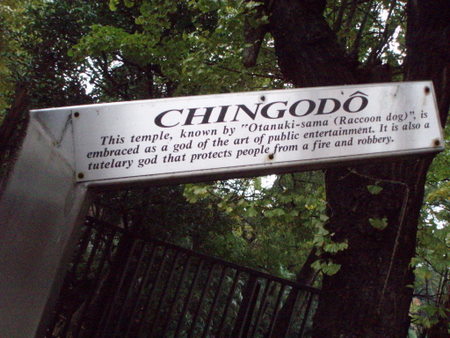 CHINGODÔ
This temple, known by "Otanuki-sama (Raccoon dog)", is
embraced as a god of the art of public entertainment. It is also a
tutelary god that protects people from a fire and robbery.